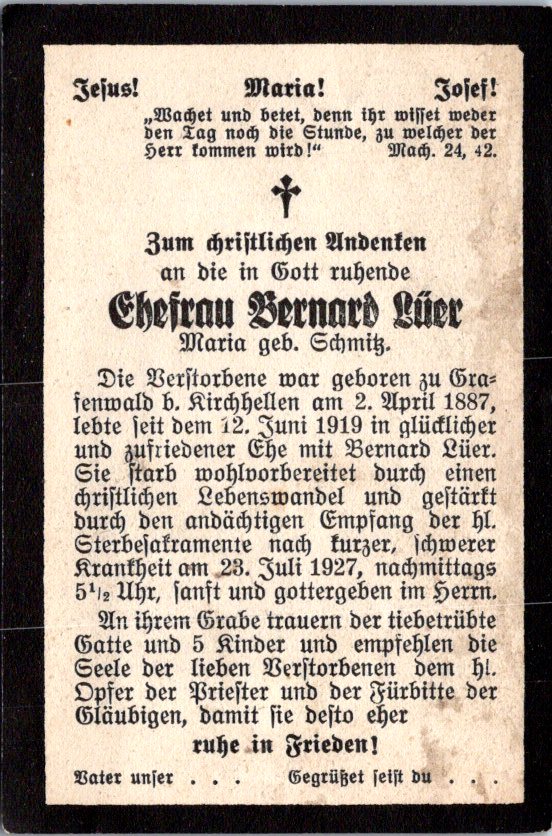 Jesus! Maria! Josef!
„Wachet und betet, denn ihr wisset weder
den Tag noch die Stunde, zu welcher der
Herr kommen wird!“ Mach. 24, 42.
Zum christlichen Andenken
an die in Gott ruhende
Ehefrau Bernard Lüer
Maria geb. Schmitz.
Die Verstorbene war geboren zu Gra-
fenwald b. Kirchhellen am 2. April 1887,
lebte seit dem 12. Juni 1919 in glücklicher
und zufriedener Ehe mit Bernard Lüer.
Sie starb wohlvorbereitet durch einen
christlichen Lebenswandel und gestärkt
durch den andächtigen Empfang der hl.
Sterbesakramente nach kurzer, schwerer
Krankheit am 23. Juli 1927, nachmittags
5½ Uhr, sanft und gottergeben im Herrn.
An ihrem Grabe trauern der tiebetrübte
Gatte und 5 Kinder und empfehlen die
Seele der lieben Verstorbenen dem hl.
Opfer der Priester und der Fürbitte der
Gläubigen, damit sie desto eher
ruhe in Frieden!
Vater unser . . . Gegrüßet seist du . . .